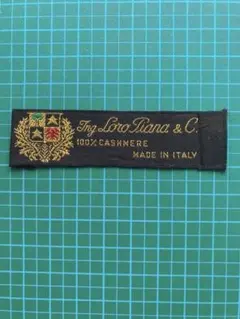 Ing Loro Piana & C.
100% CASHMERE
MADE IN ITALY